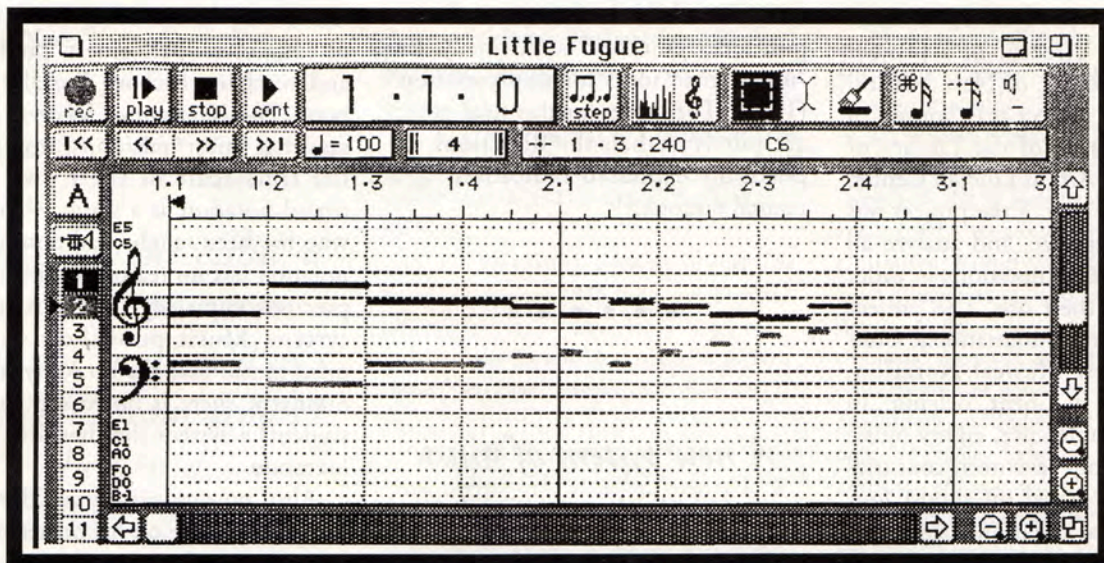 Little Fugue
rec play stop cont 1 · 1 · 0 step
|<< << >> >>| ♩=100 4 1 · 3 · 240 C6
1·1 1·2 1·3 1·4 2·1 2·2 2·3 2·4 3·1 3·
A
E5
C5
1
2
3
4
5
6
7
8
9
10
11
E1
C1
A0
F0
D0
B-1